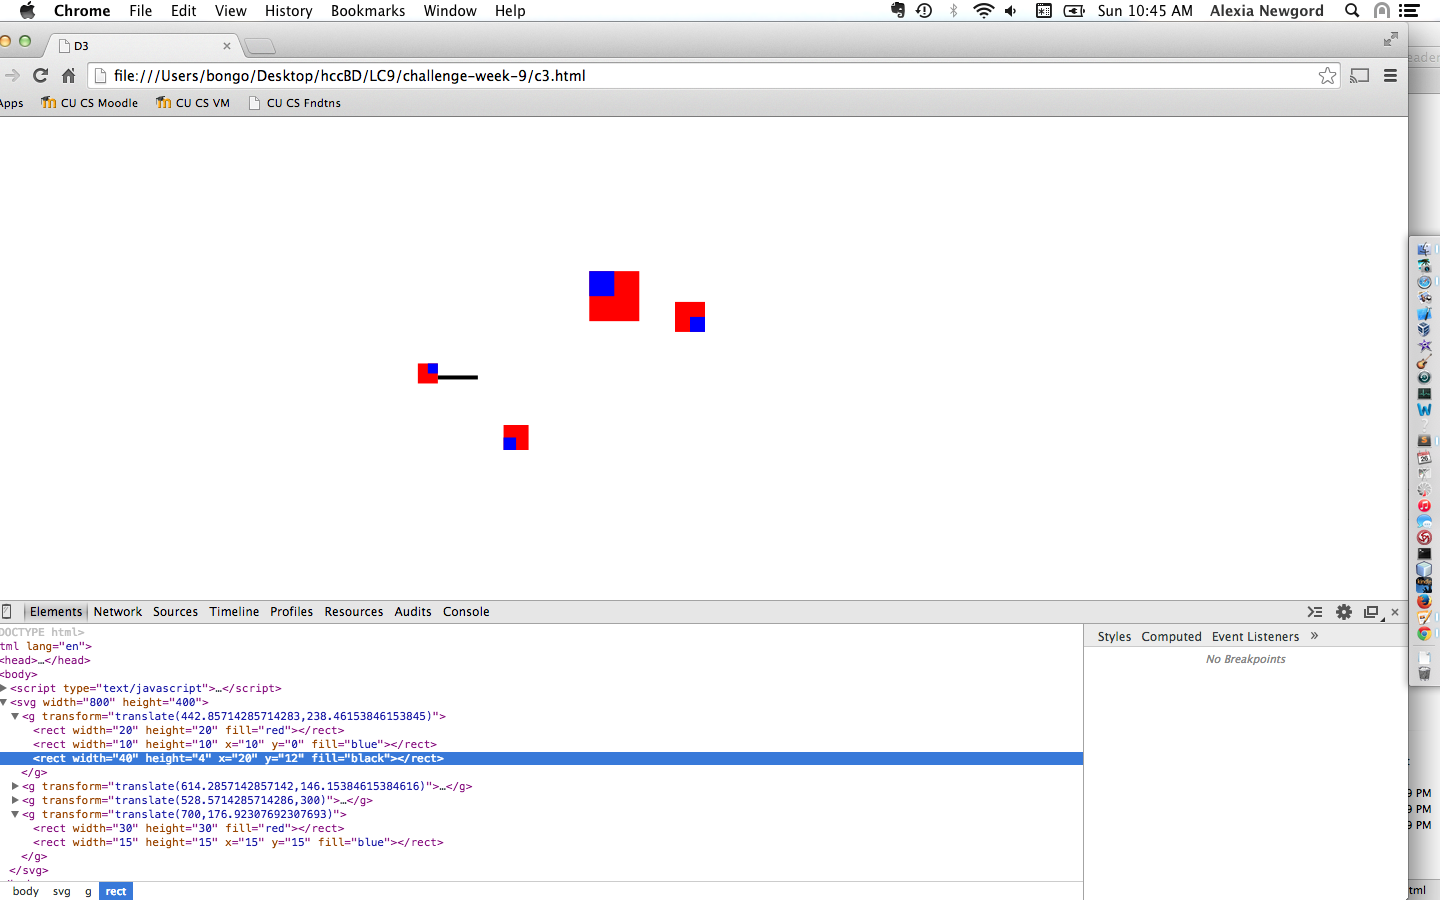 Chrome File Edit View History Bookmarks Window Help Sun 10:45 AM Alexia Newgord
D3
file:///Users/bongo/Desktop/hccBD/LC9/challenge-week-9/c3.html
eader
Apps CU CS Moodle CU CS VM CU CS Fndtns
Elements Network Sources Timeline Profiles Resources Audits Console
DOCTYPE html>
tml lang="en">
<head>…</head>
<body>
<script type="text/javascript">…</script>
<svg width="800" height="400">
<g transform="translate(442.85714285714283,238.46153846153845)">
<rect width="20" height="20" fill="red"></rect>
<rect width="10" height="10" x="10" y="0" fill="blue"></rect>
<rect width="40" height="4" x="20" y="12" fill="black"></rect>
</g>
<g transform="translate(614.2857142857142,146.15384615384616)">…</g>
<g transform="translate(528.5714285714286,300)">…</g>
<g transform="translate(700,176.92307692307693)">
<rect width="30" height="30" fill="red"></rect>
<rect width="15" height="15" x="15" y="15" fill="blue"></rect>
</g>
</svg>
body svg g rect
Styles Computed Event Listeners »
No Breakpoints
9 PM
9 PM
9 PM
tml